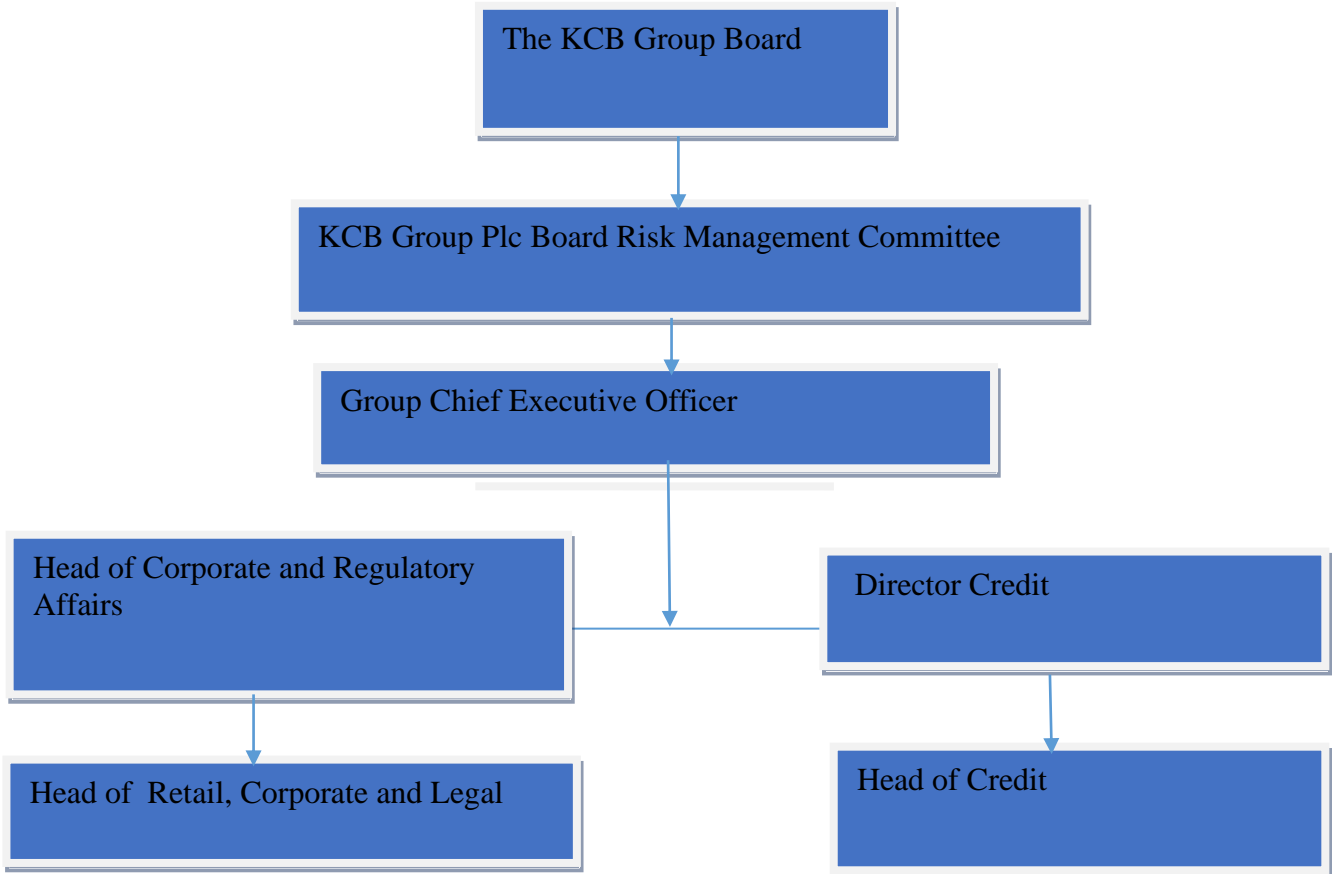 The KCB Group Board
KCB Group Plc Board Risk Management Committee
Group Chief Executive Officer
Head of Corporate and Regulatory
Affairs
Director Credit
Head of  Retail, Corporate and Legal
Head of Credit